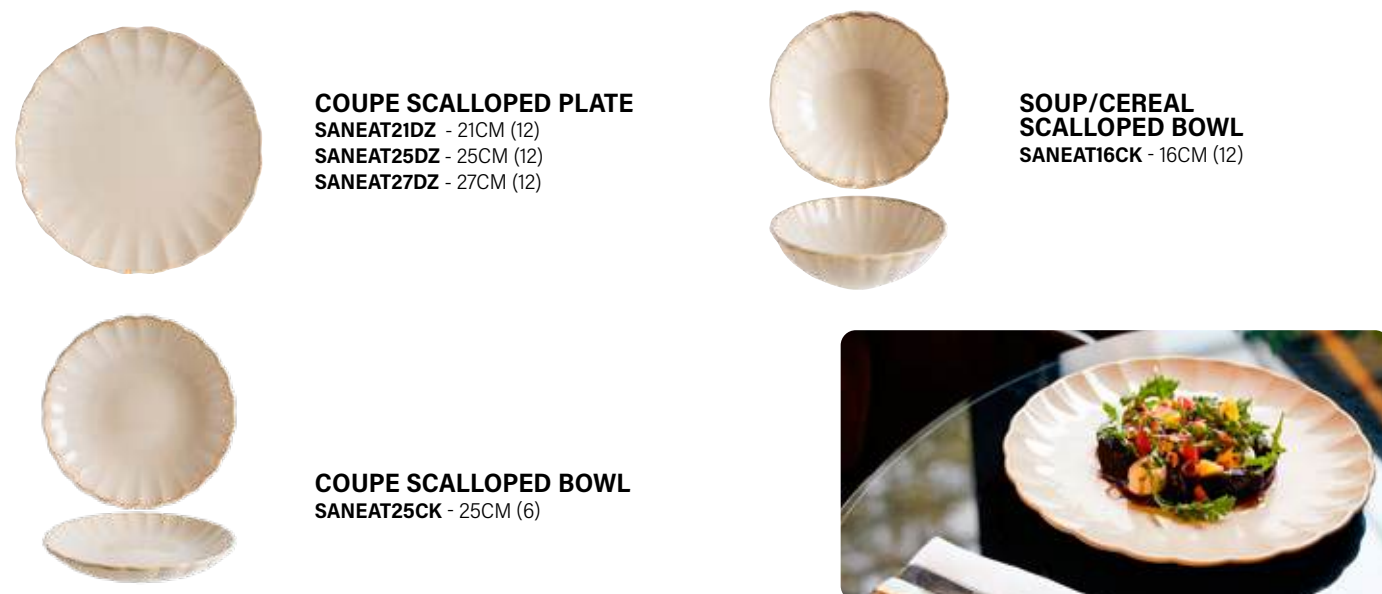 COUPE SCALLOPED PLATE
SANEAT21DZ - 21CM (12)
SANEAT25DZ - 25CM (12)
SANEAT27DZ - 27CM (12)
SOUP/CEREAL
SCALLOPED BOWL
SANEAT16CK - 16CM (12)
COUPE SCALLOPED BOWL
SANEAT25CK - 25CM (6)